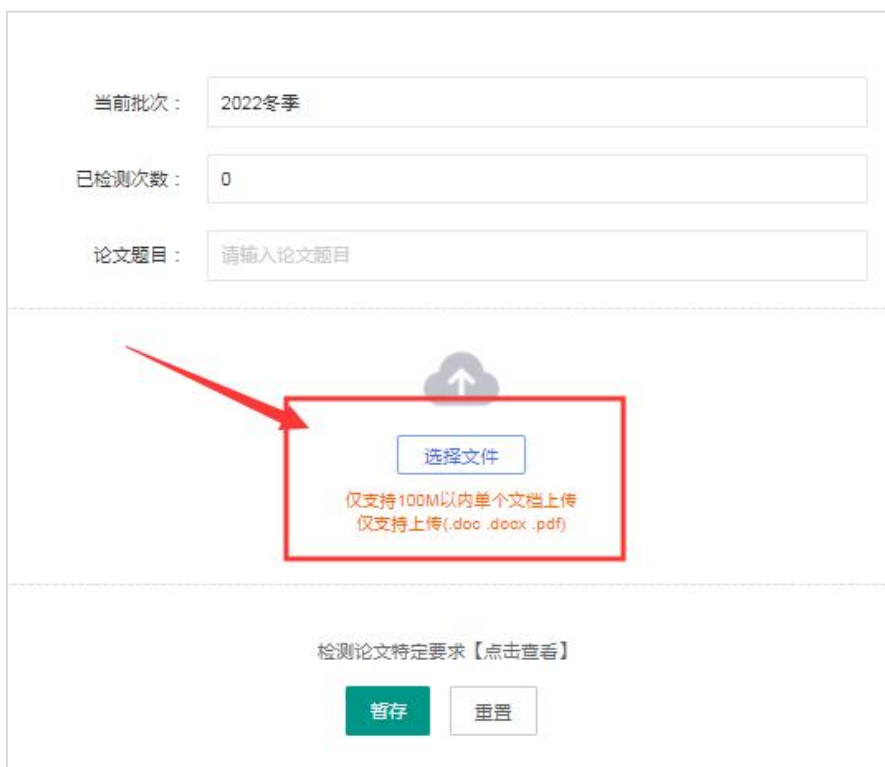 当前批次： 2022冬季
已检测次数： 0
论文题目： 请输入论文题目
选择文件
仅支持100M以内单个文档上传
仅支持上传(.doc .docx .pdf)
检测论文特定要求【点击查看】
暂存 重置